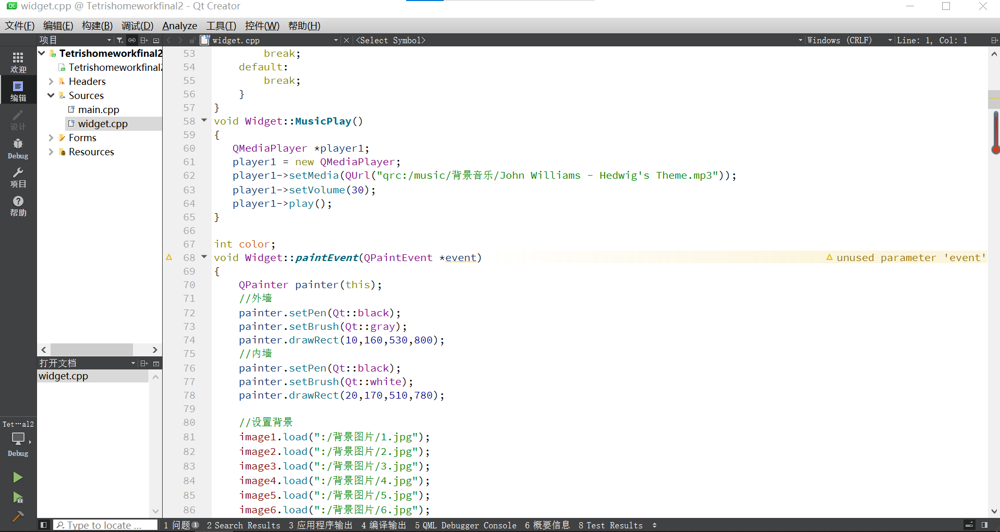 widget.cpp @ Tetrishomeworkfinal2 - Qt Creator
文件(F) 编辑(E) 构建(B) 调试(D) Analyze 工具(T) 控件(W) 帮助(H)
项目
widget.cpp
<Select Symbol>
Windows (CRLF)
Line: 1, Col: 1
欢迎
编辑
设计
Debug
项目
帮助
Tetrishomeworkfinal2
Tetrishomeworkfinal2
Headers
Sources
main.cpp
widget.cpp
Forms
Resources
打开文档
widget.cpp
Tet···al2
Debug
53 break;
54 default:
55 break;
56 }
57 }
58 void Widget::MusicPlay()
59 {
60 QMediaPlayer *player1;
61 player1 = new QMediaPlayer;
62 player1->setMedia(QUrl("qrc:/music/背景音乐/John Williams - Hedwig's Theme.mp3"));
63 player1->setVolume(30);
64 player1->play();
65 }
66
67 int color;
68 void Widget::paintEvent(QPaintEvent *event) unused parameter 'event'
69 {
70 QPainter painter(this);
71 //外墙
72 painter.setPen(Qt::black);
73 painter.setBrush(Qt::gray);
74 painter.drawRect(10,160,530,800);
75 //内墙
76 painter.setPen(Qt::black);
77 painter.setBrush(Qt::white);
78 painter.drawRect(20,170,510,780);
79
80 //设置背景
81 image1.load(":/背景图片/1.jpg");
82 image2.load(":/背景图片/2.jpg");
83 image3.load(":/背景图片/3.jpg");
84 image4.load(":/背景图片/4.jpg");
85 image5.load(":/背景图片/5.jpg");
86 image6.load(":/背景图片/6.jpg");
Type to locate ...
1 问题 1 2 Search Results 3 应用程序输出 4 编译输出 5 QML Debugger Console 6 概要信息 8 Test Results